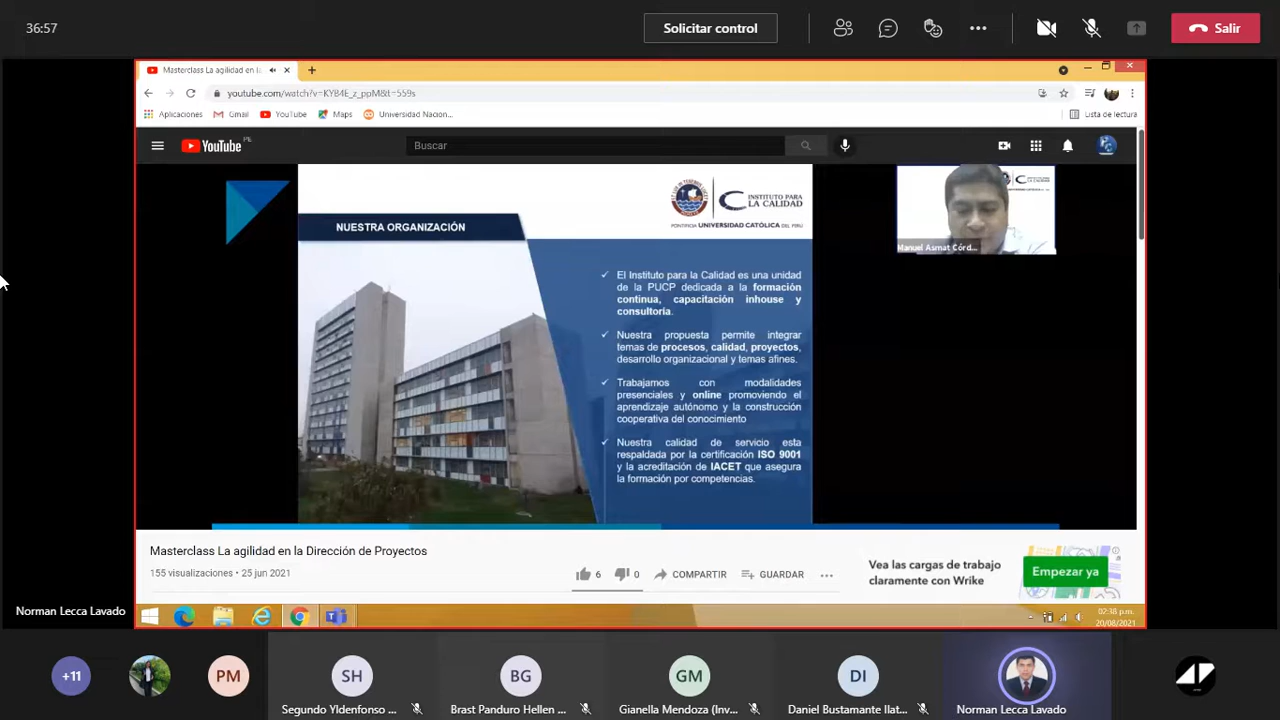 36:57
Solicitar control
Salir
Masterclass La agilidad en la
youtube.com/watch?v=KYB4E_z_ppM&t=559s
Aplicaciones
Gmail
YouTube
Maps
Universidad Nacion...
Lista de lectura
YouTube PE
Buscar
NUESTRA ORGANIZACIÓN
INSTITUTO PARA
LA CALIDAD
PONTIFICIA UNIVERSIDAD CATÓLICA DEL PERÚ
Manuel Asmat Córd...
El Instituto para la Calidad es una unidad
de la PUCP dedicada a la formación
continua, capacitación inhouse y
consultoría.
Nuestra propuesta permite integrar
temas de procesos, calidad, proyectos,
desarrollo organizacional y temas afines.
Trabajamos con modalidades
presenciales y online promoviendo el
aprendizaje autónomo y la construcción
cooperativa del conocimiento
Nuestra calidad de servicio esta
respaldada por la certificación ISO 9001
y la acreditación de IACET que asegura
la formación por competencias.
Masterclass La agilidad en la Dirección de Proyectos
155 visualizaciones • 25 jun 2021
6
0
COMPARTIR
GUARDAR
Vea las cargas de trabajo
claramente con Wrike
Empezar ya
Norman Lecca Lavado
02:38 p.m.
20/08/2021
+11
PM
SH
Segundo Yldenfonso ...
BG
Brast Panduro Hellen ...
GM
Gianella Mendoza (Inv...
DI
Daniel Bustamante Ilat...
Norman Lecca Lavado